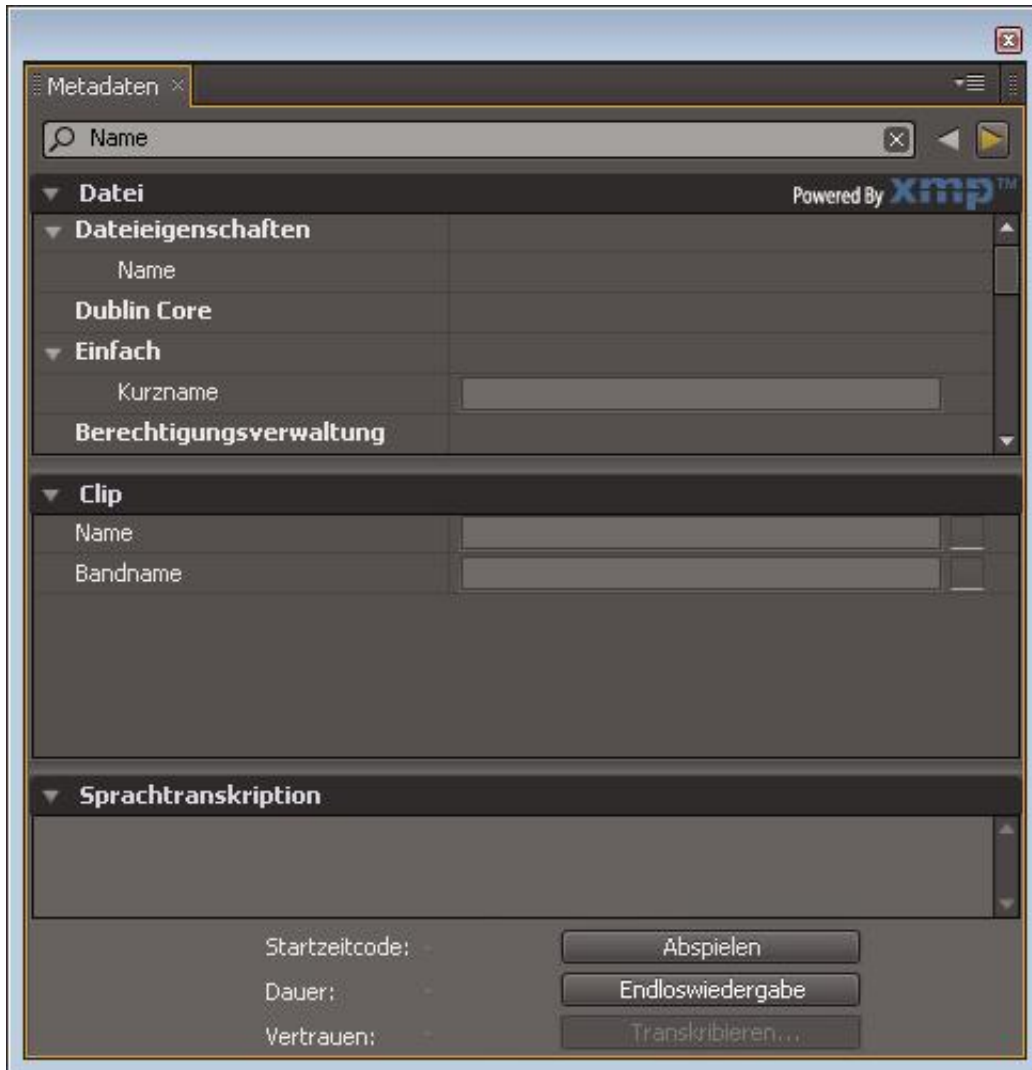 Metadaten
Name
Datei Powered By xmp™
Dateieigenschaften
Name
Dublin Core
Einfach
Kurzname
Berechtigungsverwaltung
Clip
Name
Bandname
Sprachtranskription
Startzeitcode: Abspielen
Dauer: Endloswiedergabe
Vertrauen: Transkribieren...